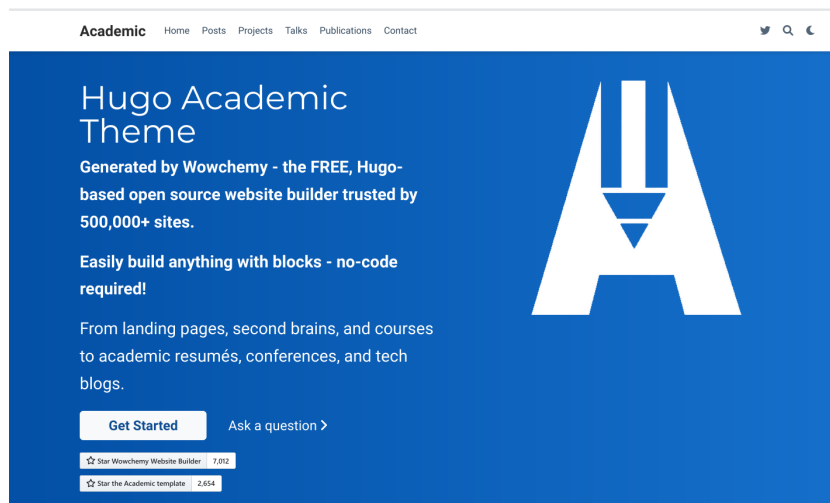 Academic Home Posts Projects Talks Publications Contact
Hugo Academic
Theme
Generated by Wowchemy - the FREE, Hugo-
based open source website builder trusted by
500,000+ sites.
Easily build anything with blocks - no-code
required!
From landing pages, second brains, and courses
to academic resumés, conferences, and tech
blogs.
Get Started Ask a question
Star Wowchemy Website Builder 7,012
Star the Academic template 2,654